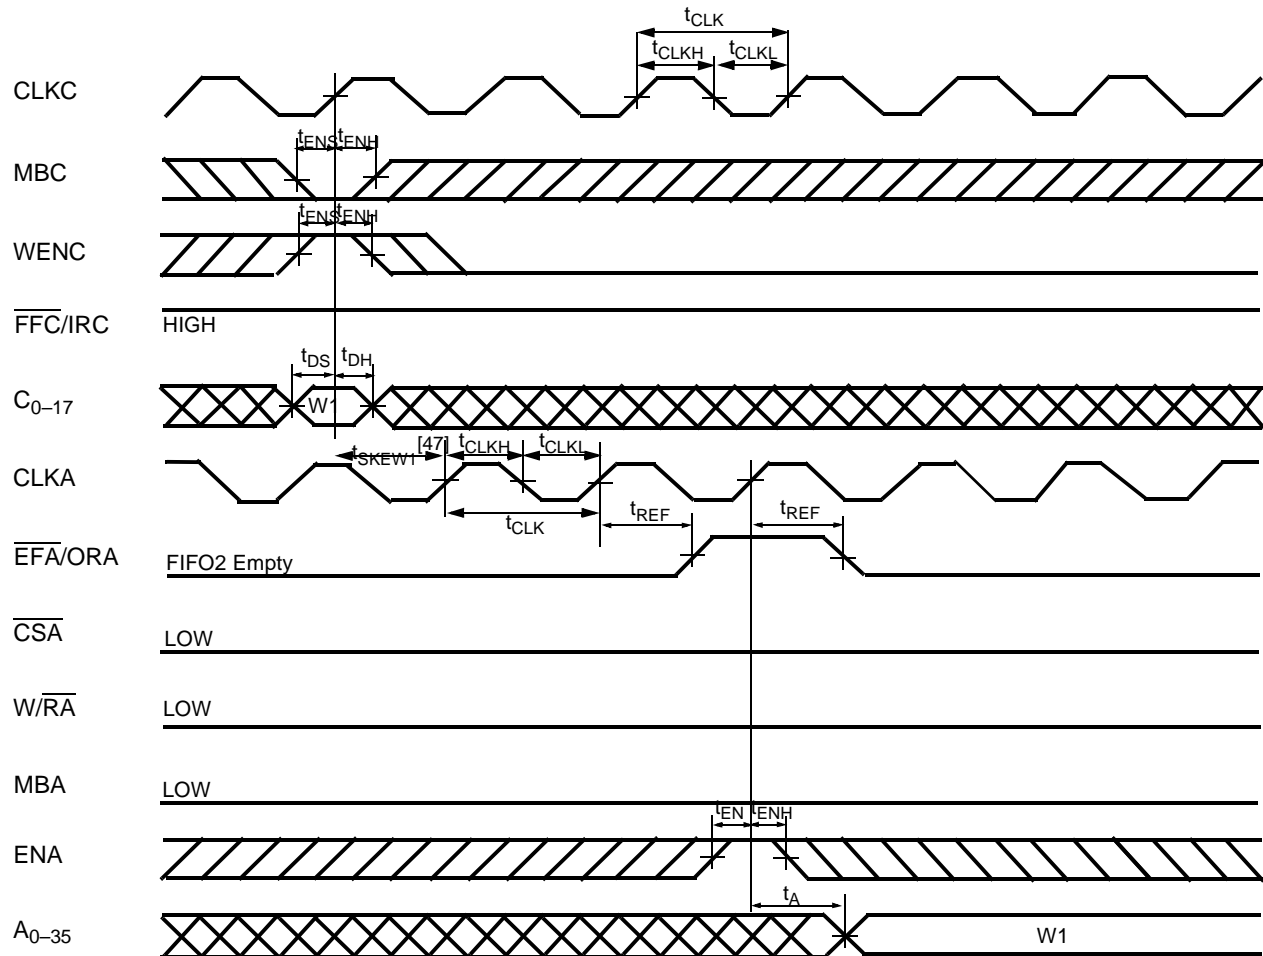 tCLK
tCLKH tCLKL
CLKC
tENS tENH
MBC
tENS tENH
WENC
FFC/IRC HIGH
tDS tDH
C0–17 W1
tSKEW1[47] tCLKH tCLKL
CLKA
tCLK tREF tREF
EFA/ORA FIFO2 Empty
CSA LOW
W/RA LOW
MBA LOW
tEN tENH
ENA
tA
A0–35 W1